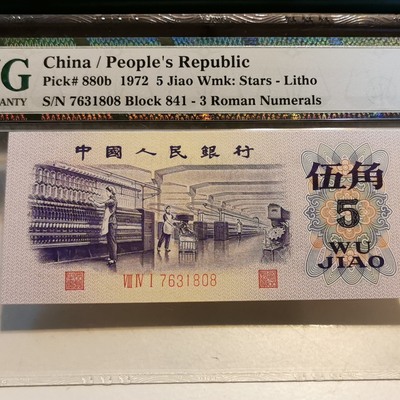 G
China / People's Republic
Pick# 880b 1972 5 Jiao Wmk: Stars - Litho
RANTY
S/N 7631808 Block 841 - 3 Roman Numerals
中國人民銀行
伍角
5
WU
JIAO
VIII IV I 7631808